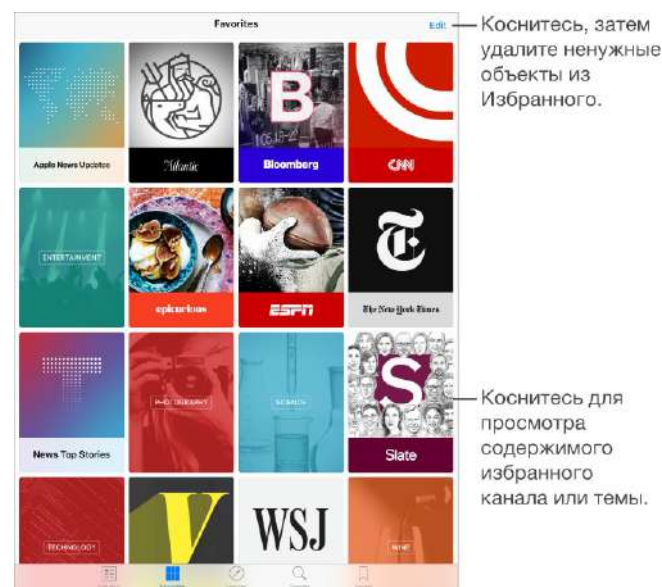 Favorites
Edit
Коснитесь, затем
удалите ненужные
объекты из
Избранного.
Apple News Updates
Atlantic
B
Bloomberg
CNN
ENTERTAINMENT
epicurious
ESPN
T
The New York Times
T
News Top Stories
PHOTOGRAPHY
SCIENCE
S
Slate
Коснитесь для
просмотра
содержимого
избранного
канала или темы.
TECHNOLOGY
V
WSJ
WINE